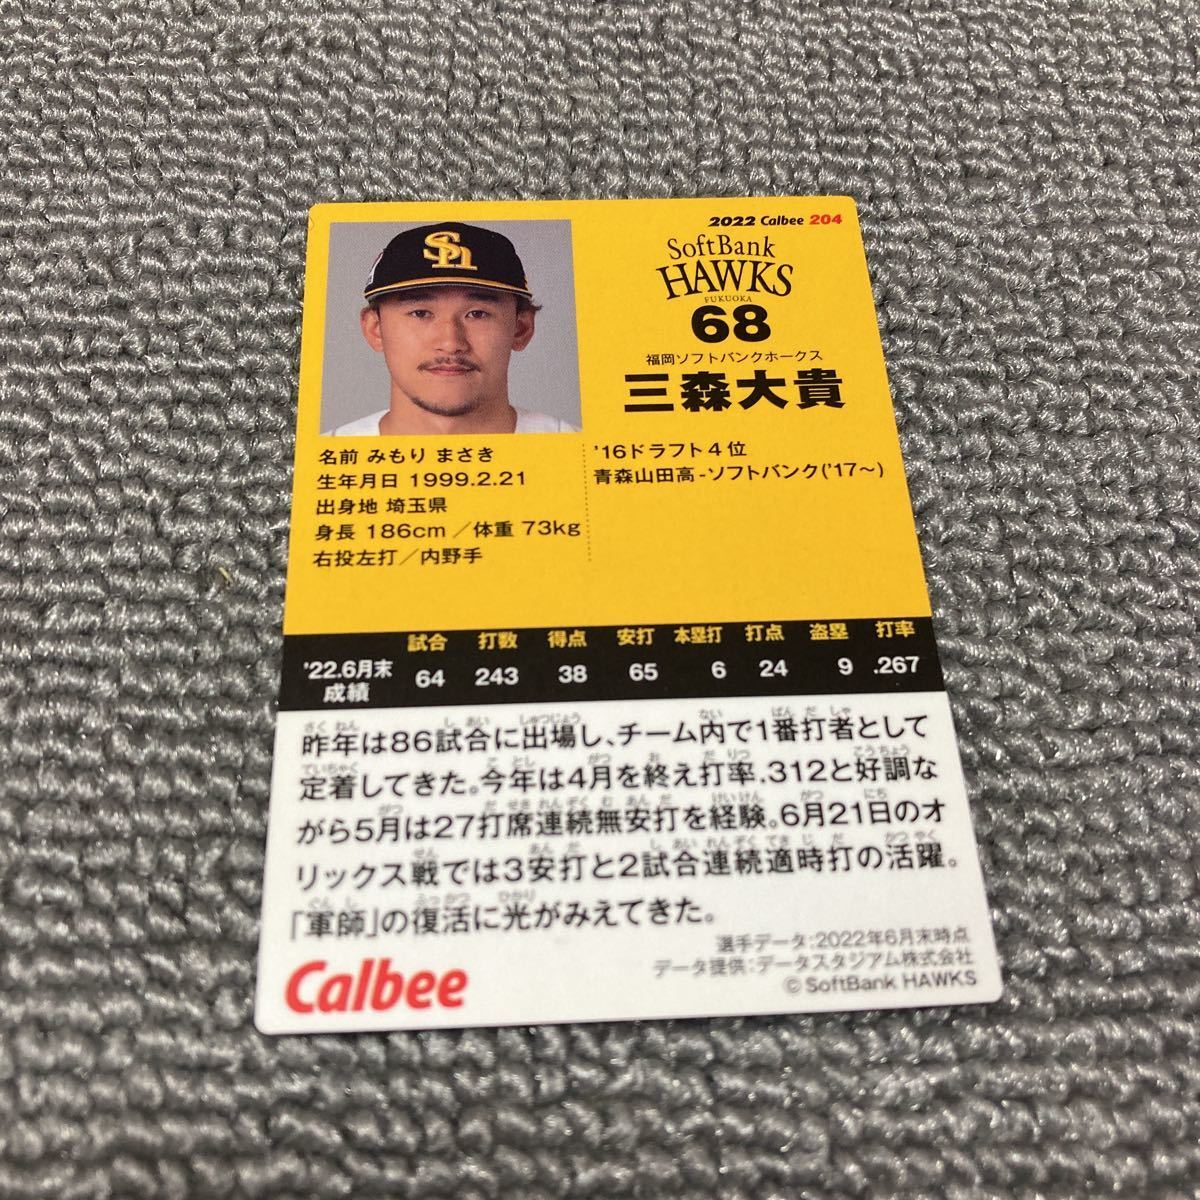 2022 Calbee 204
SoftBank
HAWKS
FUKUOKA
68
福岡ソフトバンクホークス
三森大貴
名前 みもり まさき
生年月日 1999.2.21
出身地 埼玉県
身長 186cm／体重 73kg
右投左打／内野手
'16ドラフト4位
青森山田高-ソフトバンク('17〜)
試合 打数 得点 安打 本塁打 打点 盗塁 打率
'22.6月末成績 64 243 38 65 6 24 9 .267
昨年は86試合に出場し、チーム内で1番打者として
定着してきた。今年は4月を終え打率.312と好調な
がら5月は27打席連続無安打を経験。6月21日のオ
リックス戦では3安打と2試合連続適時打の活躍。
「軍師」の復活に光がみえてきた。
選手データ:2022年6月末時点
データ提供:データスタジアム株式会社
©SoftBank HAWKS
Calbee